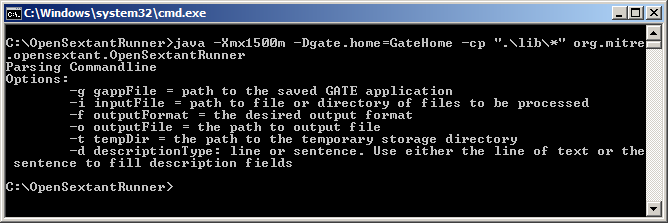 C:\Windows\system32\cmd.exe
C:\OpenSextantRunner>java -Xmx1500m -Dgate.home=GateHome -cp ".\lib\*" org.mitre
.opensextant.OpenSextantRunner
Parsing Commandline
Options:
-g gappFile = path to the saved GATE application
-i inputFile = path to file or directory of files to be processed
-f outputFormat = the desired output format
-o outputFile = the path to output file
-t tempDir = the path to the temporary storage directory
-d descriptionType: line or sentence. Use either the line of text or the
sentence to fill description fields
C:\OpenSextantRunner>